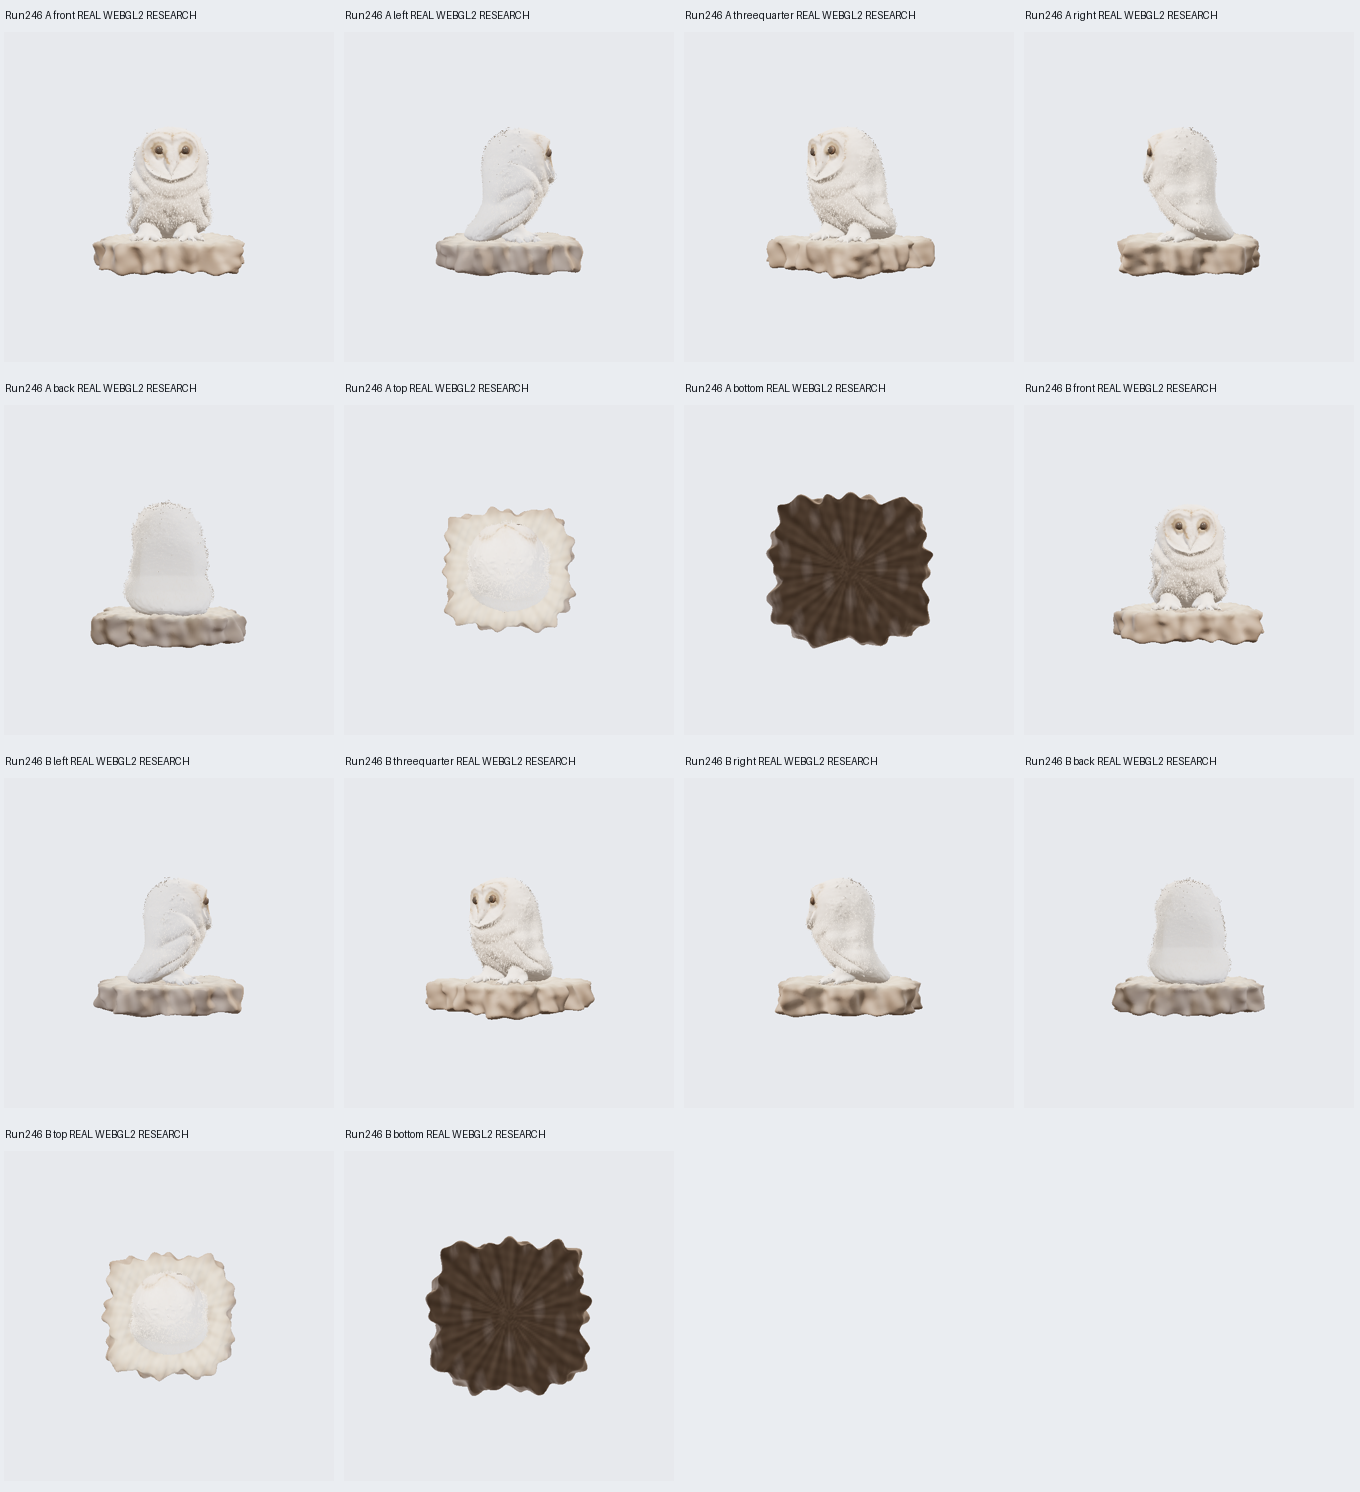 Run246 A front REAL WEBGL2 RESEARCH
Run246 A left REAL WEBGL2 RESEARCH
Run246 A threequarter REAL WEBGL2 RESEARCH
Run246 A right REAL WEBGL2 RESEARCH
Run246 A back REAL WEBGL2 RESEARCH
Run246 A top REAL WEBGL2 RESEARCH
Run246 A bottom REAL WEBGL2 RESEARCH
Run246 B front REAL WEBGL2 RESEARCH
Run246 B left REAL WEBGL2 RESEARCH
Run246 B threequarter REAL WEBGL2 RESEARCH
Run246 B right REAL WEBGL2 RESEARCH
Run246 B back REAL WEBGL2 RESEARCH
Run246 B top REAL WEBGL2 RESEARCH
Run246 B bottom REAL WEBGL2 RESEARCH